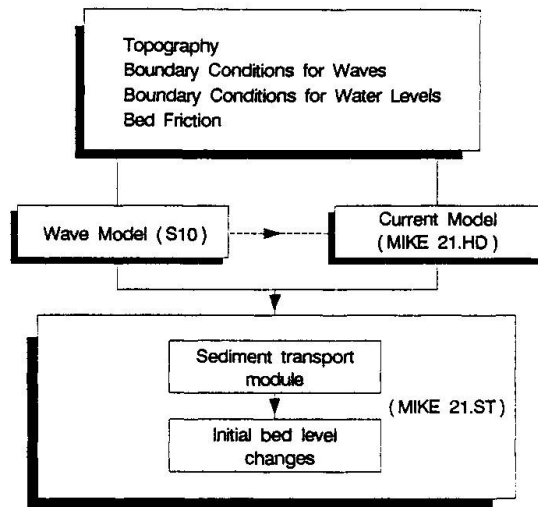 Topography
Boundary Conditions for Waves
Boundary Conditions for Water Levels
Bed Friction
Wave Model (S10)
Current Model
(MIKE 21.HD)
Sediment transport
module
(MIKE 21.ST)
Initial bed level
changes